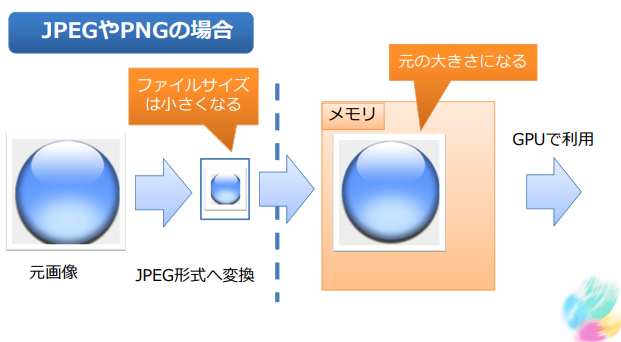 JPEGやPNGの場合
ファイルサイズ
は小さくなる
元の大きさになる
メモリ
GPUで利用
元画像
JPEG形式へ変換